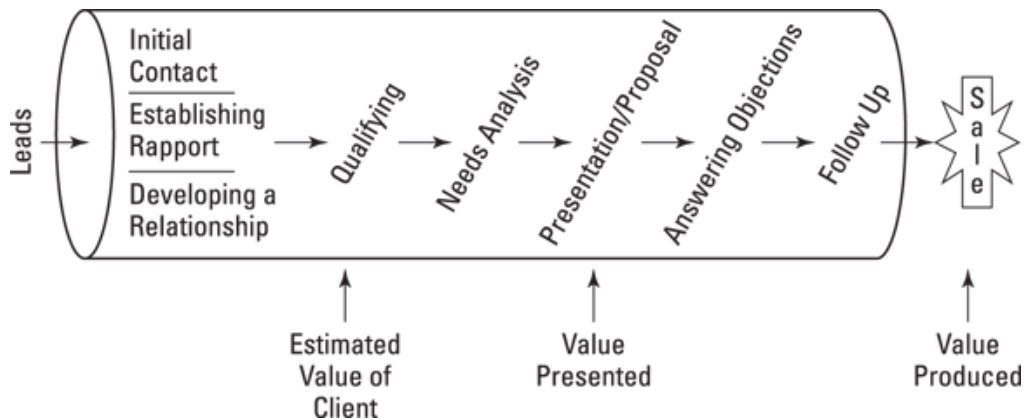 Leads
Initial
Contact
Establishing
Rapport
Developing a
Relationship
Qualifying
Needs Analysis
Presentation/Proposal
Answering Objections
Follow Up
Sale
Estimated
Value of
Client
Value
Presented
Value
Produced